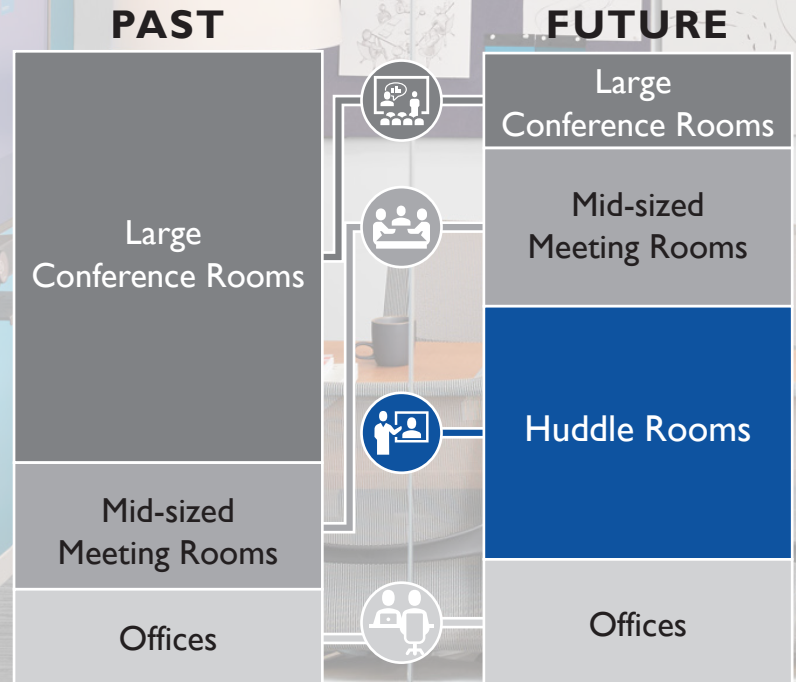 PAST
Large
Conference Rooms
Mid-sized
Meeting Rooms
Offices
FUTURE
Large
Conference Rooms
Mid-sized
Meeting Rooms
Huddle Rooms
Offices